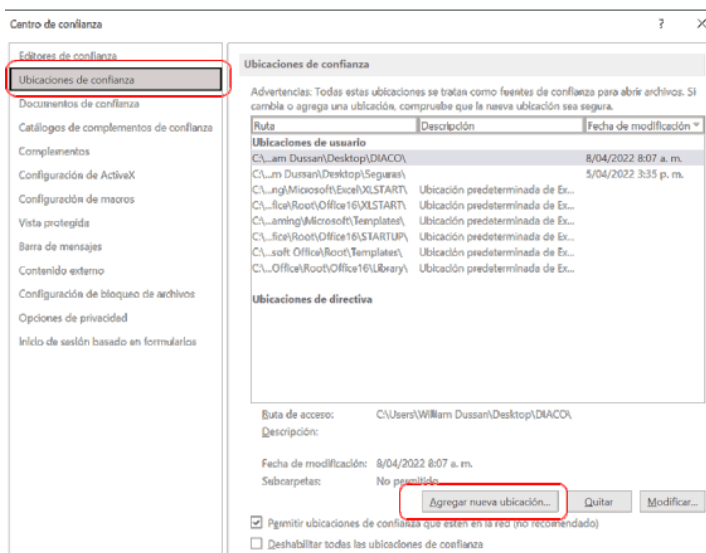 Centro de confianza ? X
Editores de confianza
Ubicaciones de confianza
Documentos de confianza
Catálogos de complementos de confianza
Complementos
Configuración de ActiveX
Configuración de macros
Vista protegida
Barra de mensajes
Contenido externo
Configuración de bloqueo de archivos
Opciones de privacidad
Inicio de sesión basado en formularios
Ubicaciones de confianza
Advertencias: Todas estas ubicaciones se tratan como fuentes de confianza para abrir archivos. Si
cambia o agrega una ubicación, compruebe que la nueva ubicación sea segura.
Ruta Descripción Fecha de modificación
Ubicaciones de usuario
C:\...am Dussan\Desktop\DIACO\ 8/04/2022 8:07 a. m.
C:\...m Dussan\Desktop\Seguras\ 5/04/2022 3:35 p. m.
C:\...ng\Microsoft\Excel\XLSTART\ Ubicación predeterminada de Ex...
C:\...fice\Root\Office16\XLSTART\ Ubicación predeterminada de Ex...
C:\...aming\Microsoft\Templates\ Ubicación predeterminada de Ex...
C:\...fice\Root\Office16\STARTUP\ Ubicación predeterminada de Ex...
C:\...soft Office\Root\Templates\ Ubicación predeterminada de Ex...
C:\...Office\Root\Office16\Library\ Ubicación predeterminada de Ex...
Ubicaciones de directiva
Ruta de acceso: C:\Users\William Dussan\Desktop\DIACO\
Descripción:
Fecha de modificación: 8/04/2022 8:07 a. m.
Subcarpetas: No permitido
Agregar nueva ubicación... Quitar Modificar...
Permitir ubicaciones de confianza que estén en la red (no recomendado)
Deshabilitar todas las ubicaciones de confianza